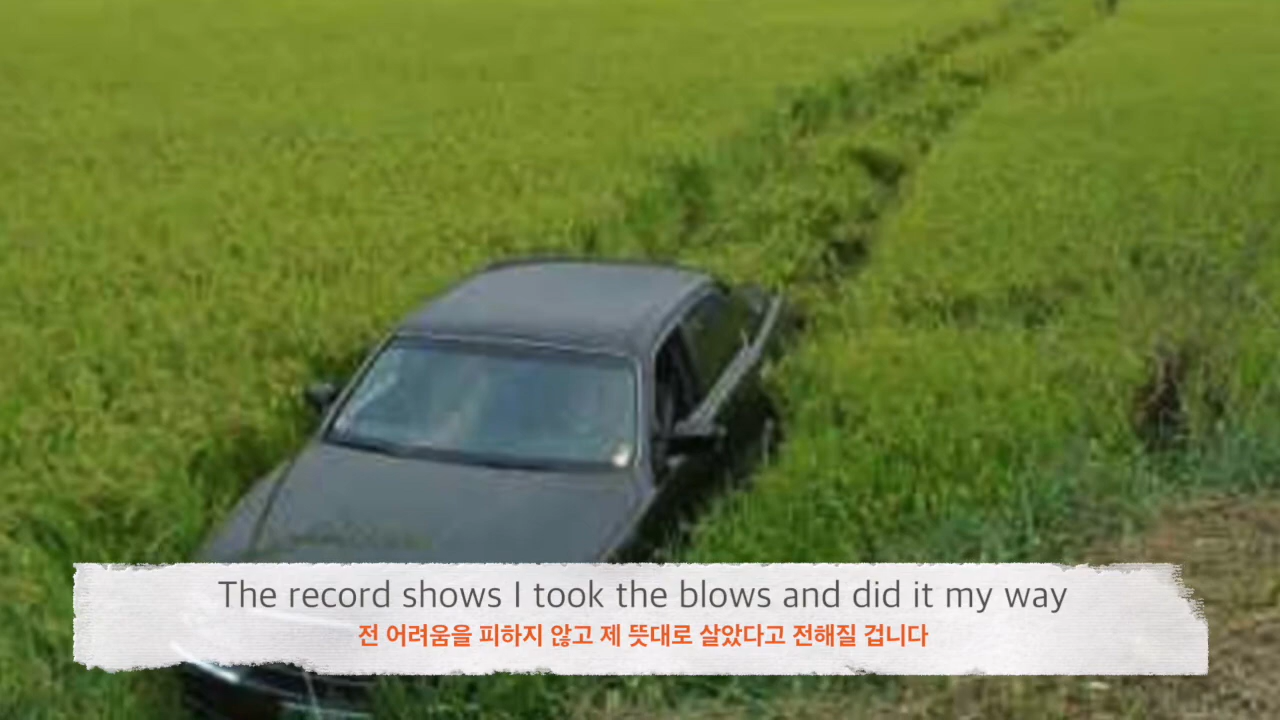 The record shows I took the blows and did it my way
전 어려움을 피하지 않고 제 뜻대로 살았다고 전해질 겁니다